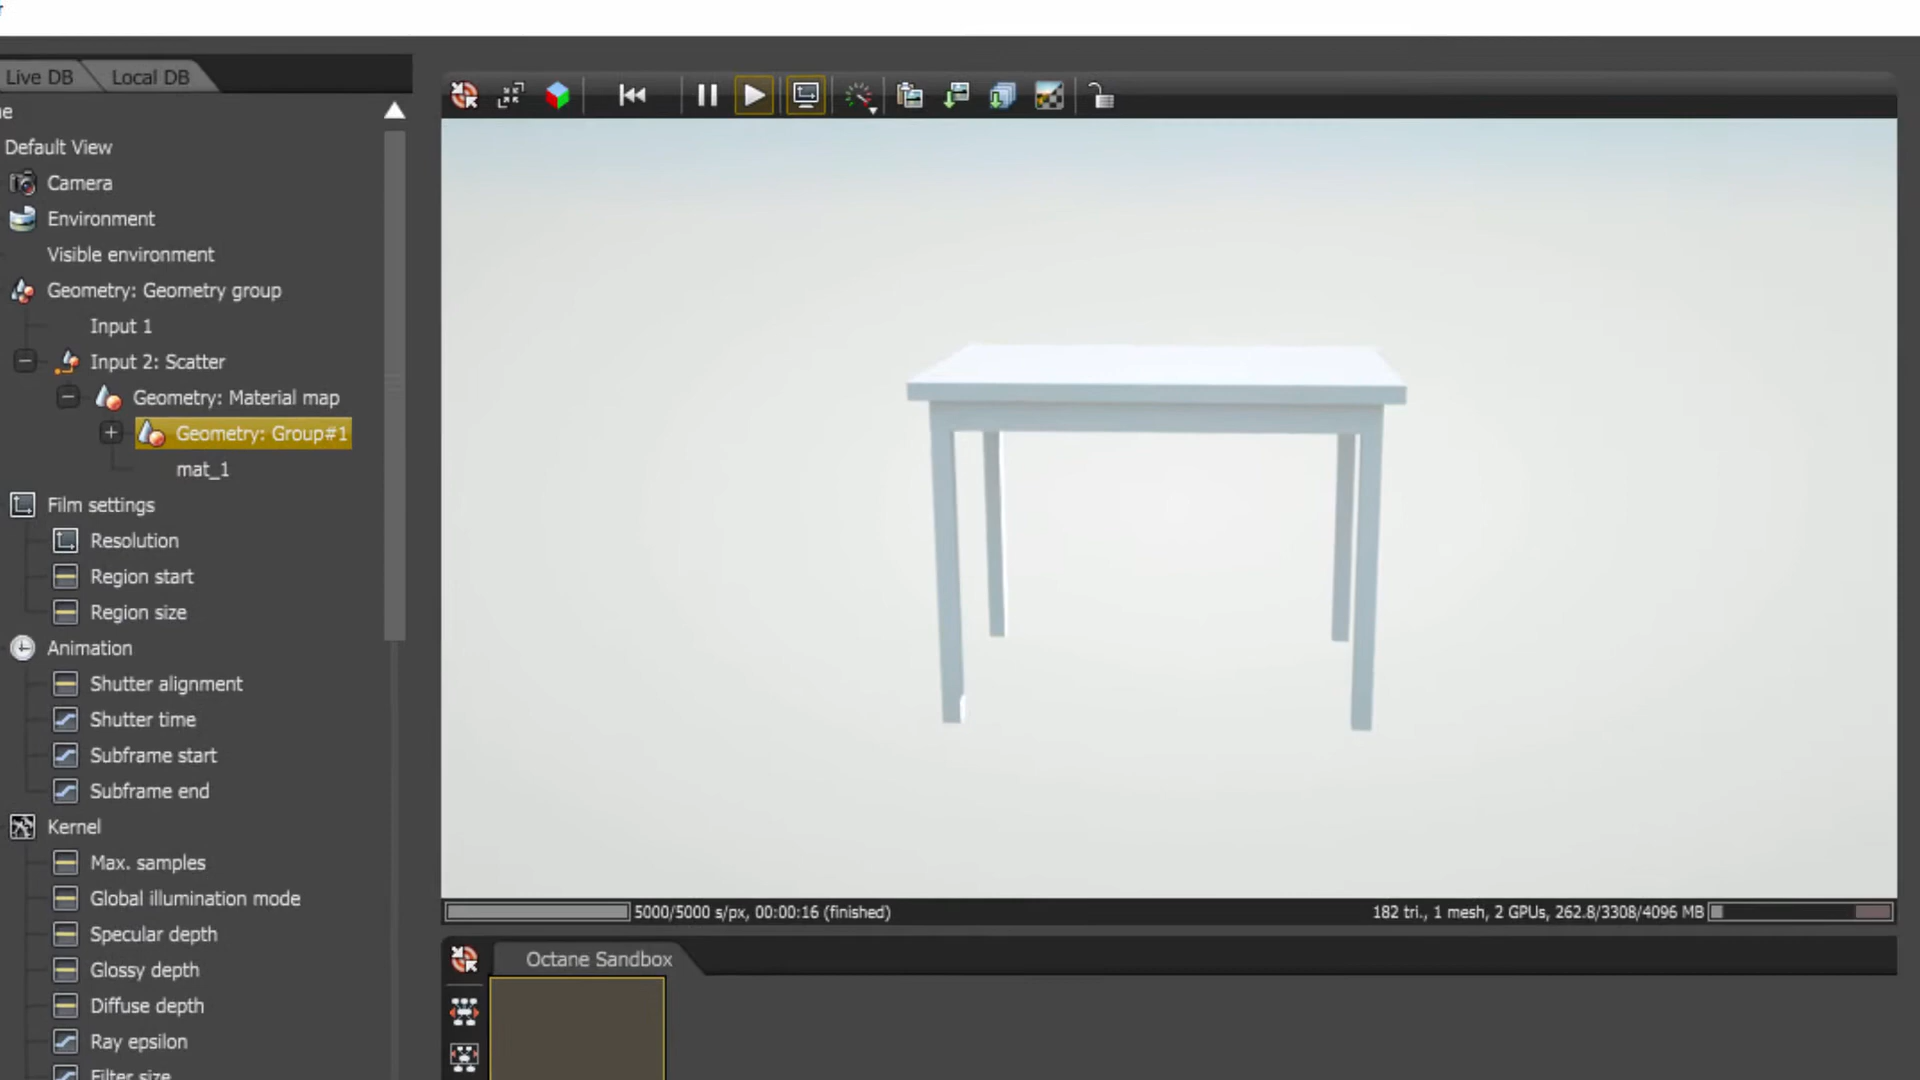 r
Live DB
Local DB
e
Default View
Camera
Environment
Visible environment
Geometry: Geometry group
Input 1
Input 2: Scatter
Geometry: Material map
Geometry: Group#1
mat_1
Film settings
Resolution
Region start
Region size
Animation
Shutter alignment
Shutter time
Subframe start
Subframe end
Kernel
Max. samples
Global illumination mode
Specular depth
Glossy depth
Diffuse depth
Ray epsilon
Filter size
5000/5000 s/px, 00:00:16 (finished)
182 tri., 1 mesh, 2 GPUs, 262.8/3308/4096 MB
Octane Sandbox